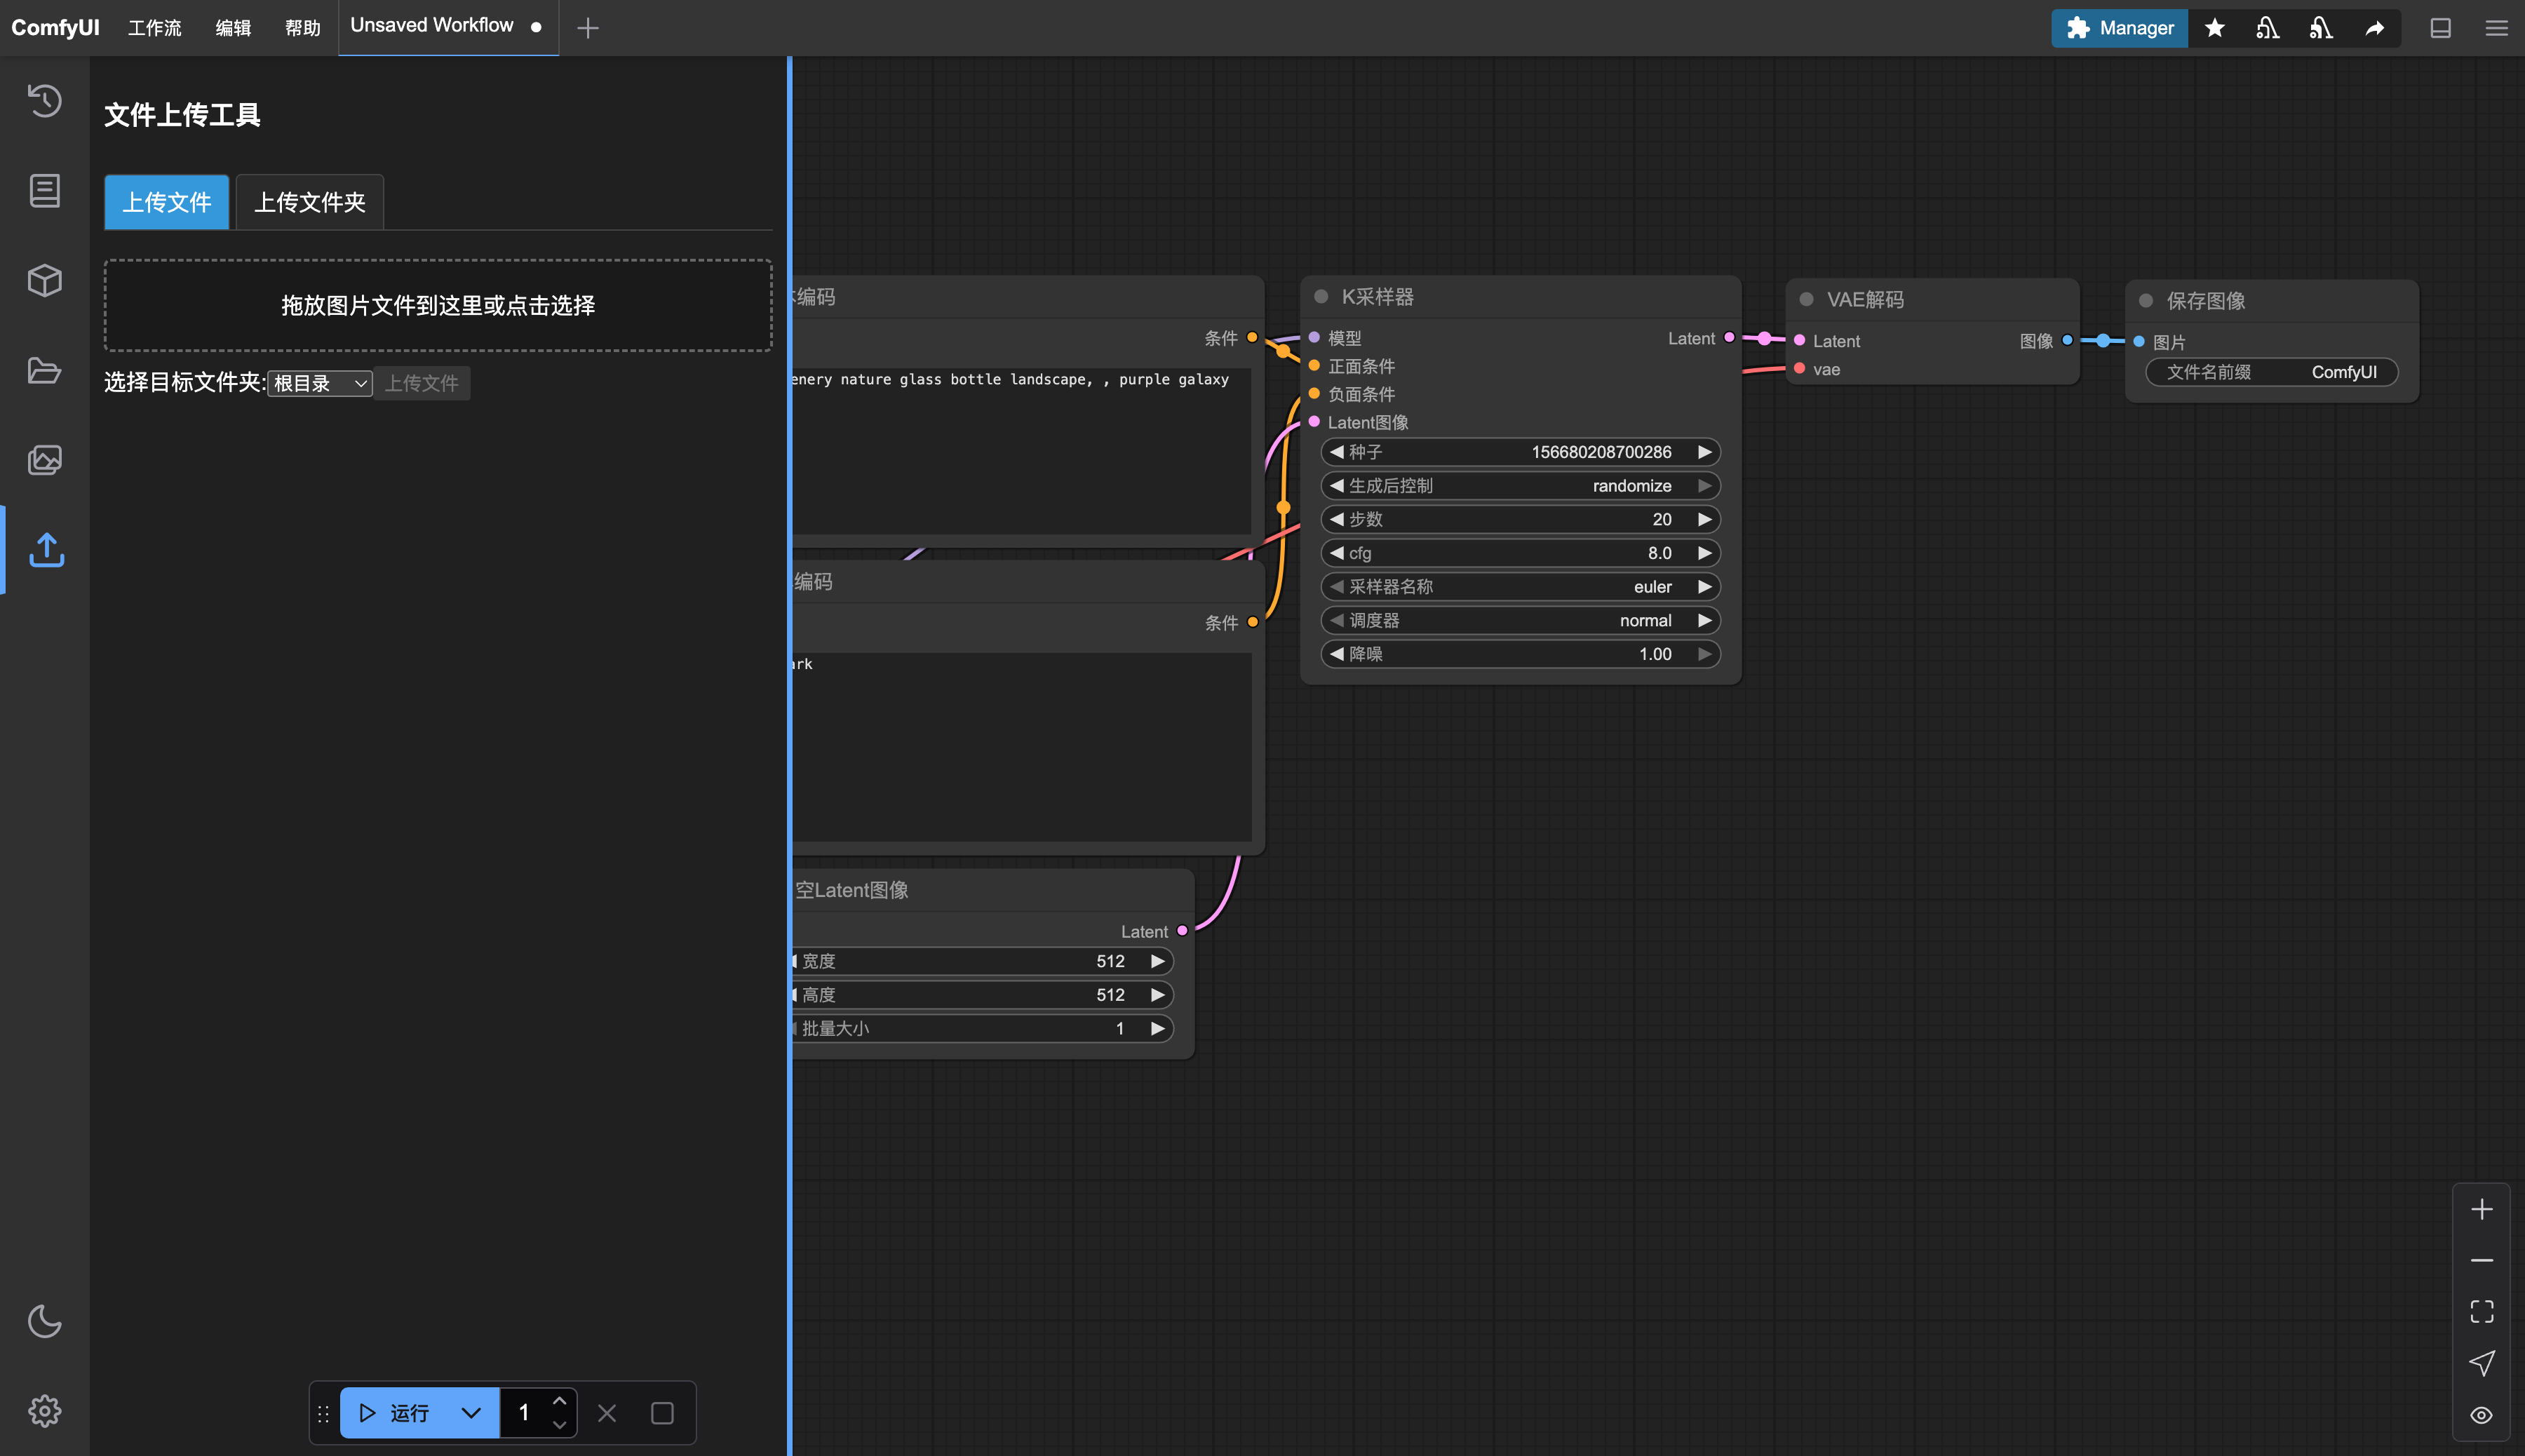 ComfyUI
工作流
编辑
帮助
Unsaved Workflow
Manager
文件上传工具
上传文件
上传文件夹
拖放图片文件到这里或点击选择
选择目标文件夹:
根目录
上传文件
编码
条件
enery nature glass bottle landscape, , purple galaxy
编码
条件
ark
空Latent图像
Latent
宽度 512
高度 512
批量大小 1
K采样器
模型
Latent
正面条件
负面条件
Latent图像
种子 156680208700286
生成后控制 randomize
步数 20
cfg 8.0
采样器名称 euler
调度器 normal
降噪 1.00
VAE解码
Latent
图像
vae
保存图像
图片
文件名前缀 ComfyUI
运行
1